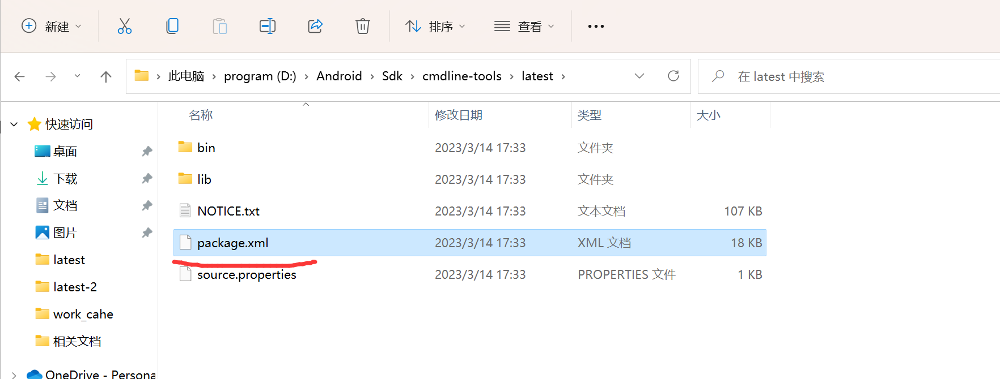 新建 排序 查看
此电脑 program (D:) Android Sdk cmdline-tools latest 在 latest 中搜索
名称 修改日期 类型 大小
快速访问
桌面
下载
文档
图片
latest
latest-2
work_cahe
相关文档
OneDrive - Persona
bin 2023/3/14 17:33 文件夹
lib 2023/3/14 17:33 文件夹
NOTICE.txt 2023/3/14 17:33 文本文档 107 KB
package.xml 2023/3/14 17:33 XML 文档 18 KB
source.properties 2023/3/14 17:33 PROPERTIES 文件 1 KB